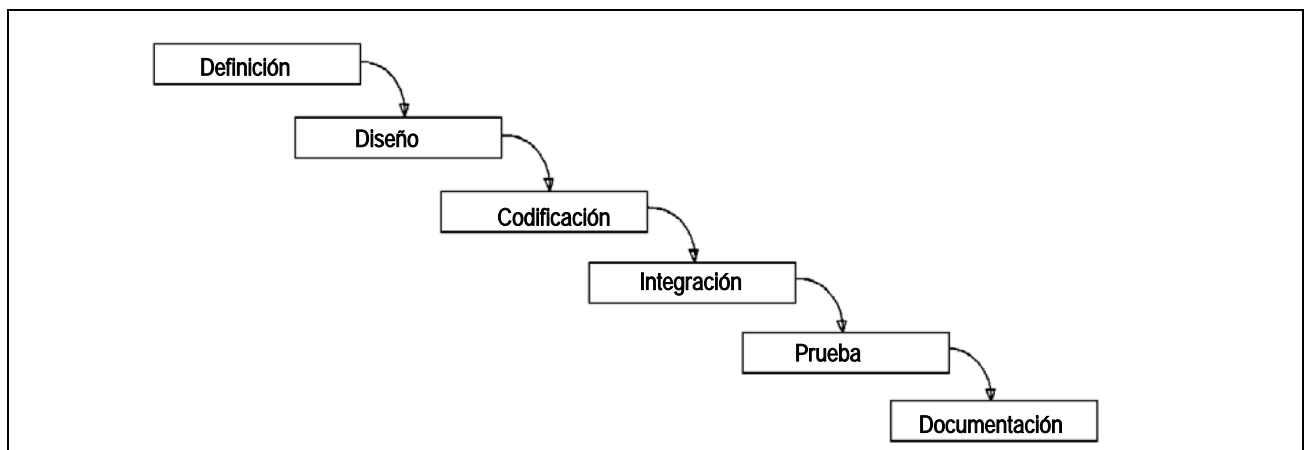 Definición
Diseño
Codificación
Integración
Prueba
Documentación